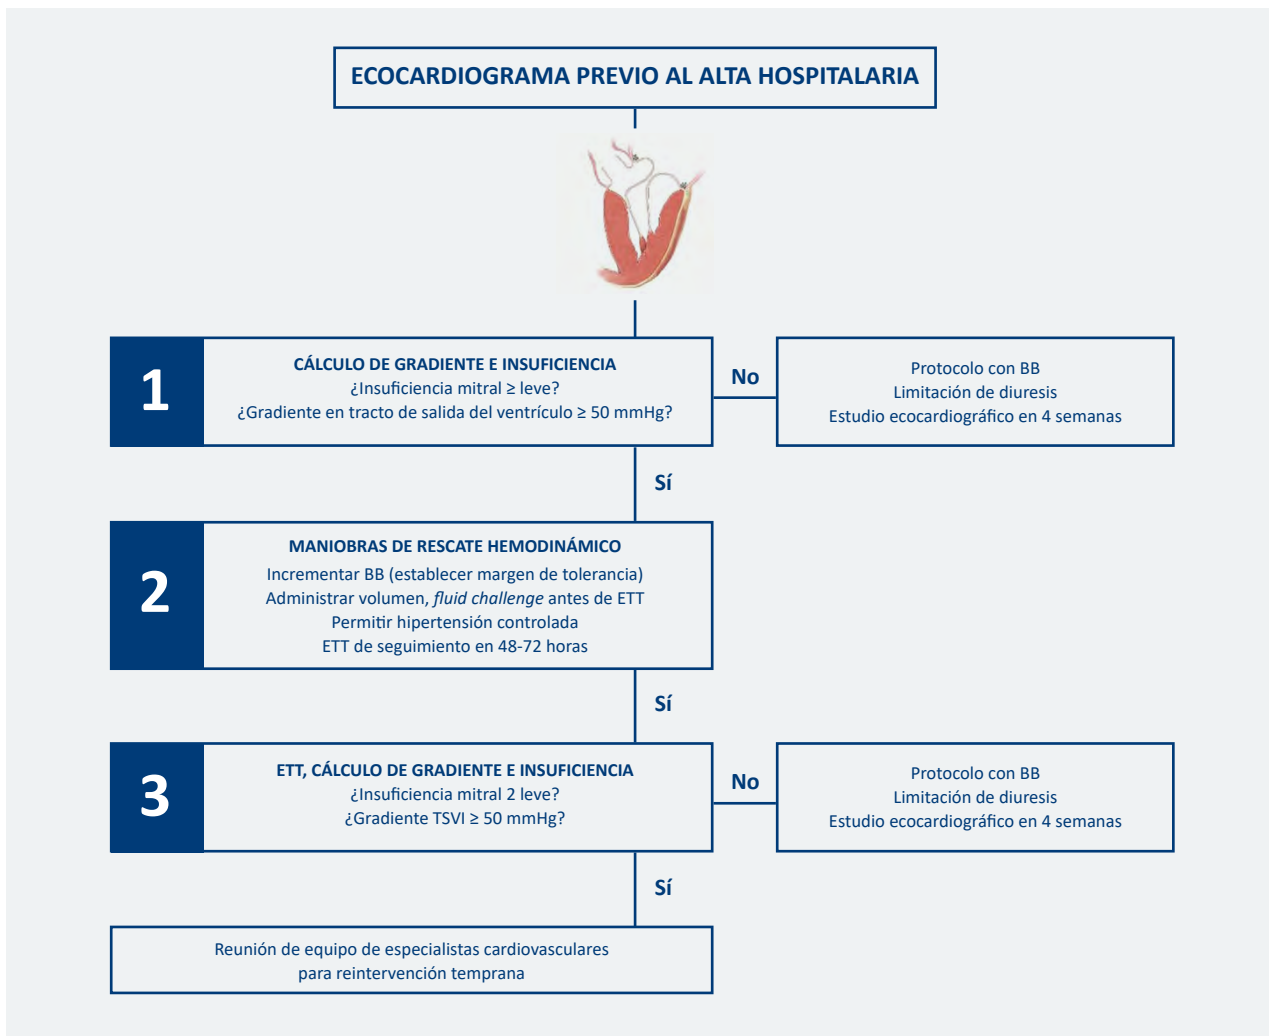 ECOCARDIOGRAMA PREVIO AL ALTA HOSPITALARIA
1
CÁLCULO DE GRADIENTE E INSUFICIENCIA
¿Insuficiencia mitral ≥ leve?
¿Gradiente en tracto de salida del ventrículo ≥ 50 mmHg?
No
Protocolo con BB
Limitación de diuresis
Estudio ecocardiográfico en 4 semanas
Sí
2
MANIOBRAS DE RESCATE HEMODINÁMICO
Incrementar BB (establecer margen de tolerancia)
Administrar volumen, fluid challenge antes de ETT
Permitir hipertensión controlada
ETT de seguimiento en 48-72 horas
Sí
3
ETT, CÁLCULO DE GRADIENTE E INSUFICIENCIA
¿Insuficiencia mitral 2 leve?
¿Gradiente TSVI ≥ 50 mmHg?
No
Protocolo con BB
Limitación de diuresis
Estudio ecocardiográfico en 4 semanas
Sí
Reunión de equipo de especialistas cardiovasculares
para reintervención temprana